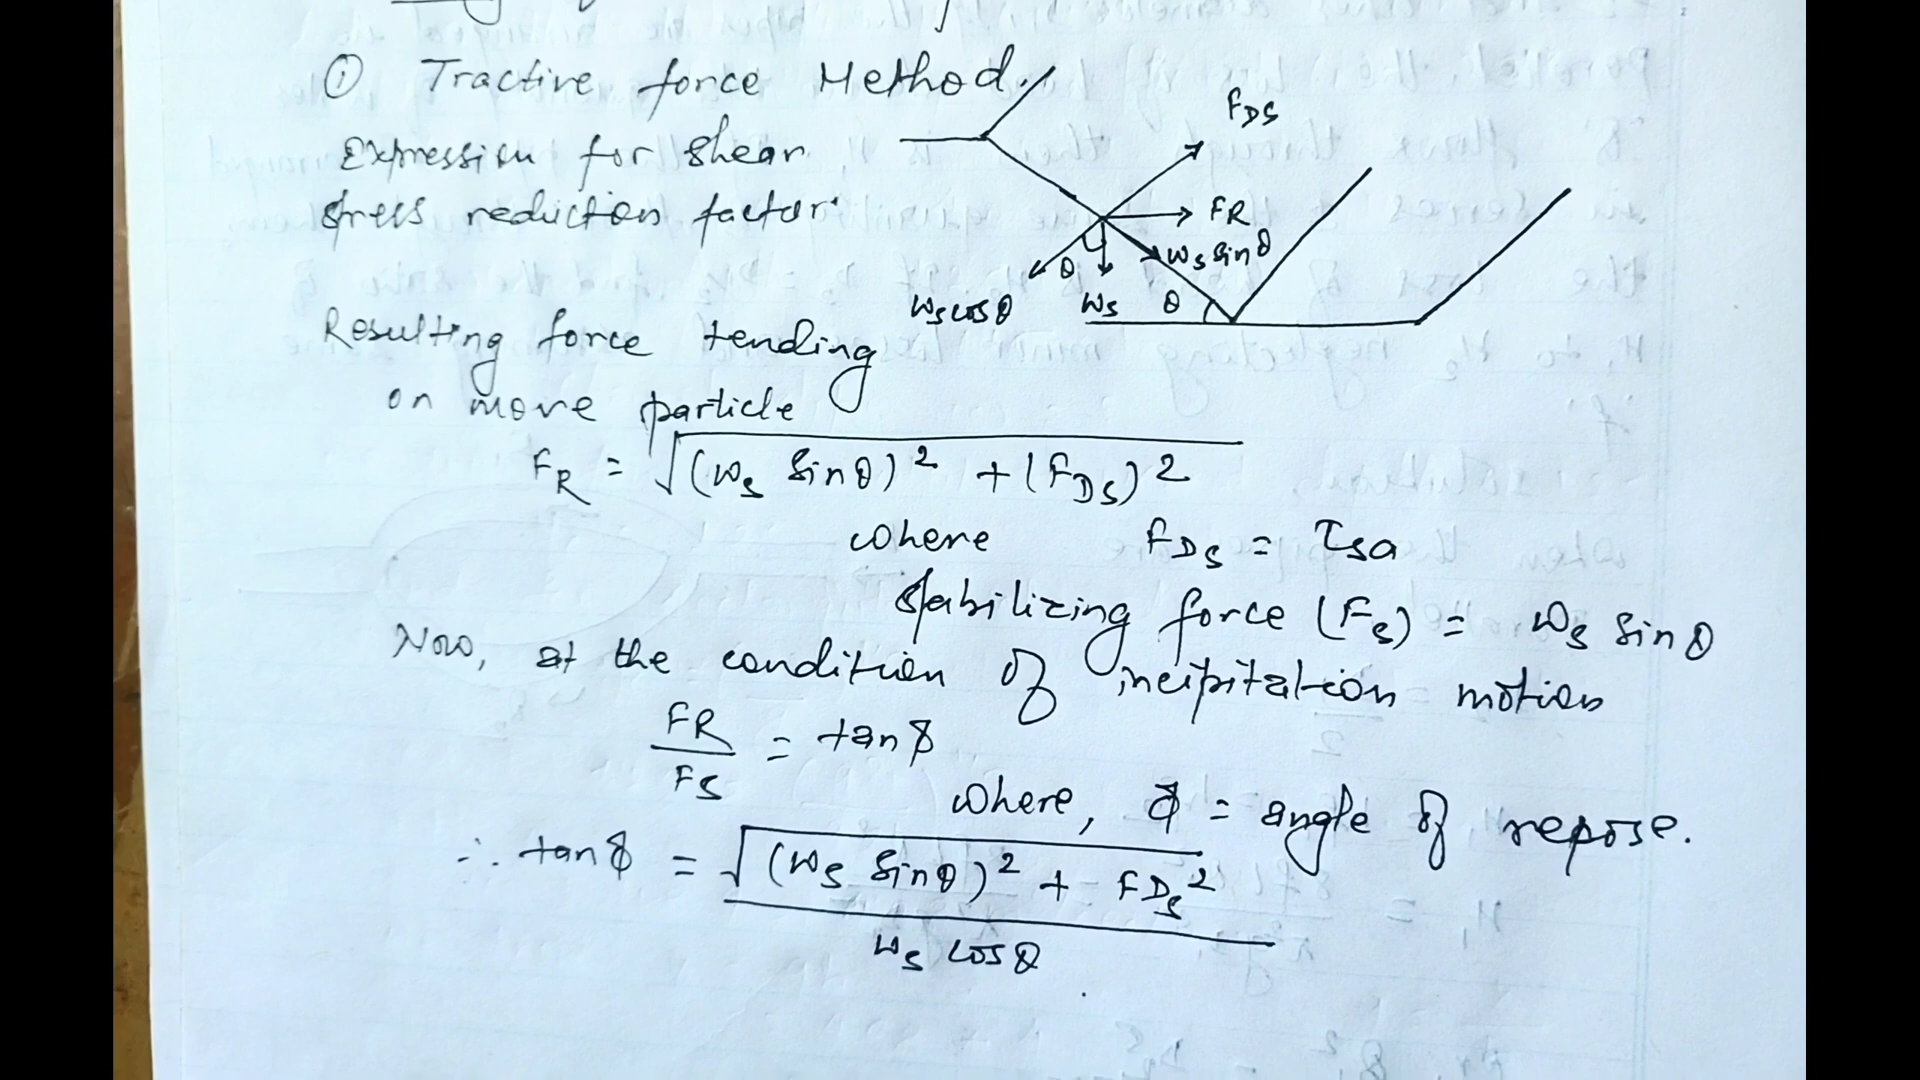 ① Tractive force Method.
Expression for shear
stress reduction factor.
FDS
FR
Ws sinθ
θ
Ws cosθ
Ws
θ
Resulting force tending
on move particle
FR = √(Ws sinθ)2 + (FDS)2
where FDS = τsa
Stabilizing force (Fs) = Ws sinθ
Now, at the condition of incipitation motion
FR/FS = tanϕ
where, ϕ = angle of repose.
∴ tanϕ = √(Ws sinθ)2 + FDS2
Ws cosθ